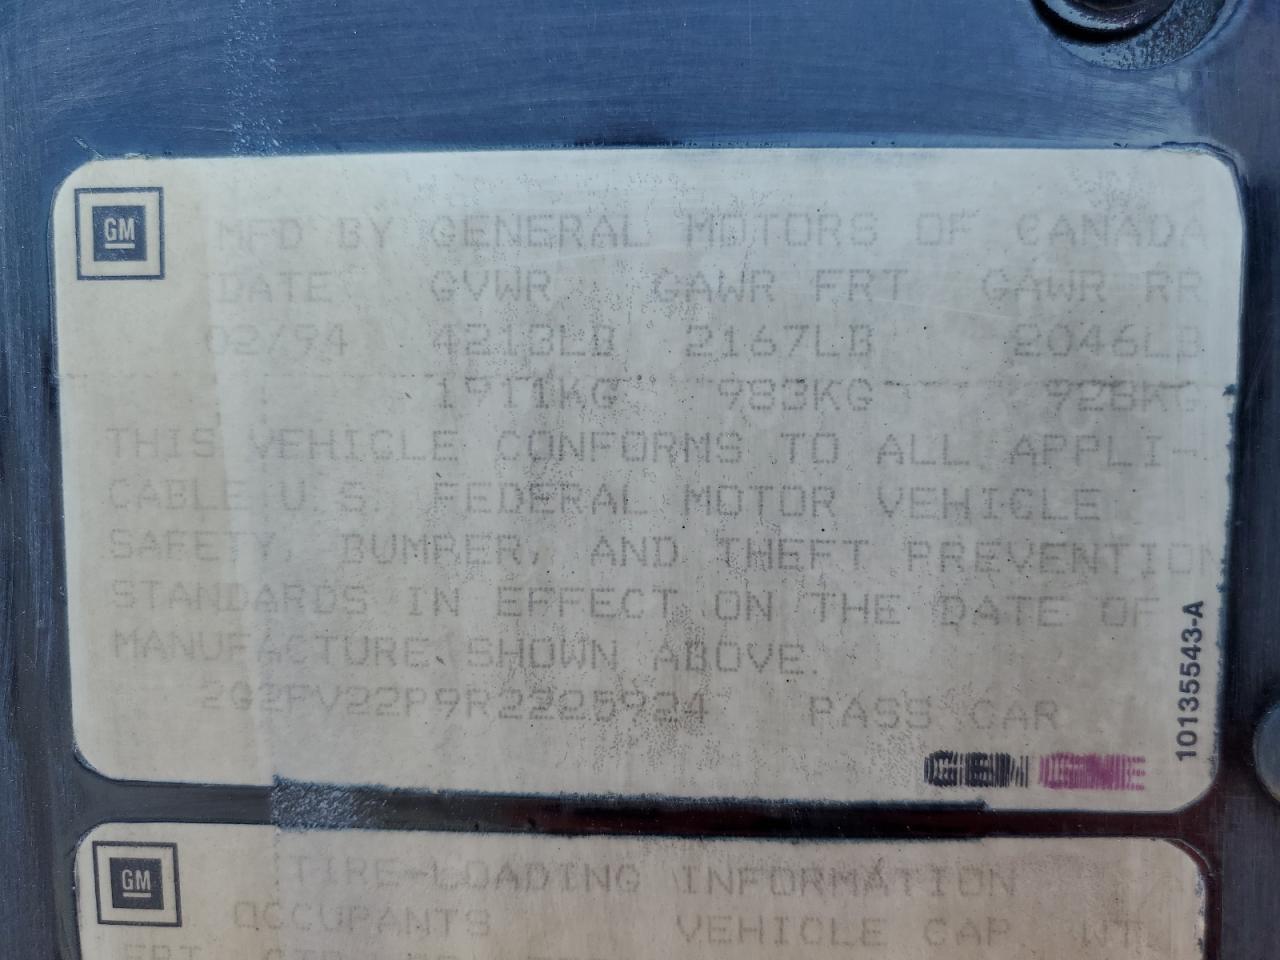 GM
MFD BY GENERAL MOTORS OF CANADA
DATE GVWR GAWR FRT GAWR RR
02/94 4213LB 2167LB 2046LB
1911KG 983KG 928KG
THIS VEHICLE CONFORMS TO ALL APPLI-
CABLE U.S. FEDERAL MOTOR VEHICLE
SAFETY, BUMPER, AND THEFT PREVENTION
STANDARDS IN EFFECT ON THE DATE OF
MANUFACTURE SHOWN ABOVE.
2G2FV22P9R2225924 PASS CAR
10135543-A
GM
TIRE-LOADING INFORMATION
OCCUPANTS VEHICLE CAP. WT.
FRT